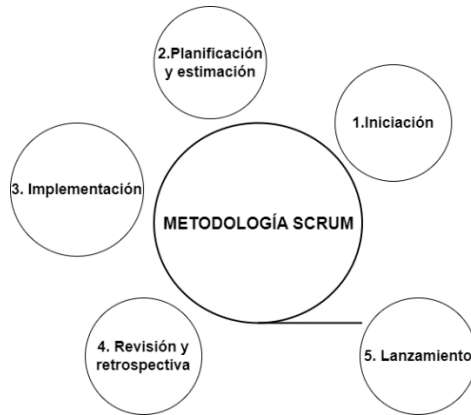 2.Planificación
y estimación
1.Iniciación
3. Implementación
METODOLOGÍA SCRUM
4. Revisión y
retrospectiva
5. Lanzamiento